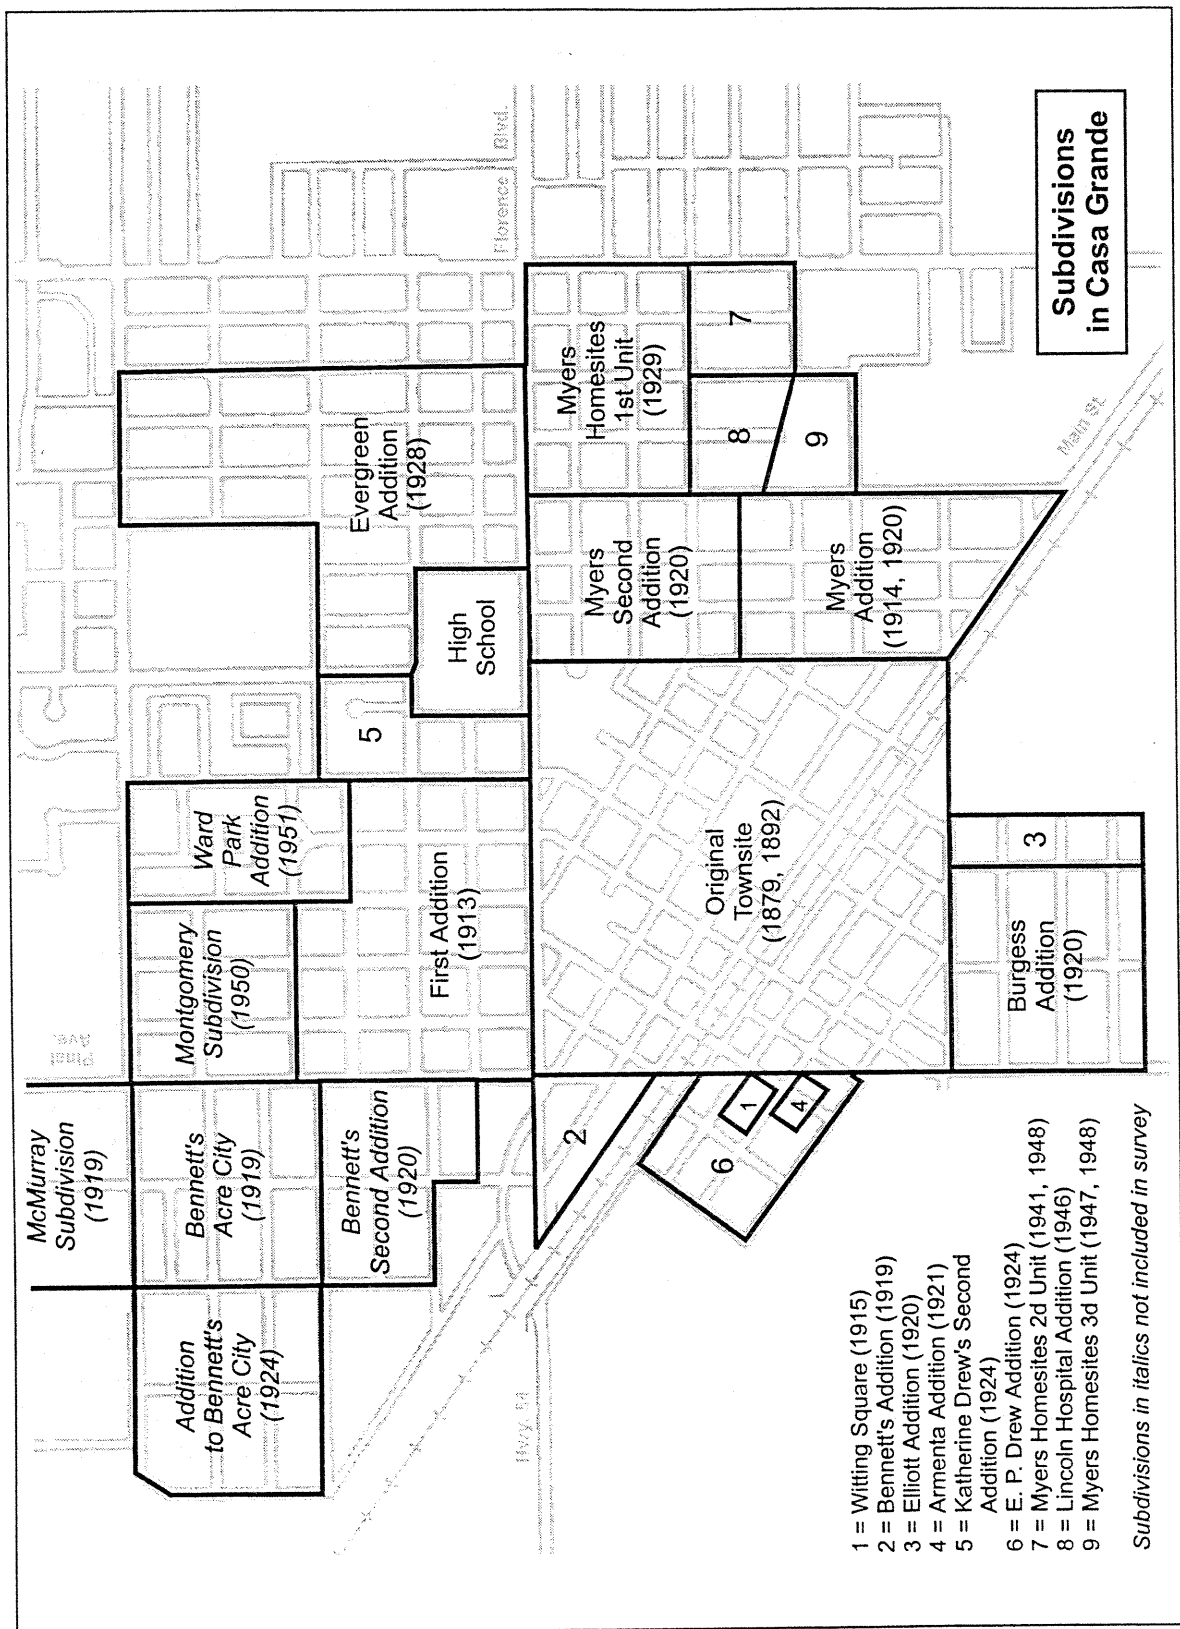 McMurray
Subdivision
(1919)
Addition
to Bennett's
Acre City
(1924)
Bennett's
Acre City
(1919)
Bennett's
Second Addition
(1920)
Pinal
Ave.
Montgomery
Subdivision
(1950)
Ward
Park
Addition
(1951)
First Addition
(1913)
5
High
School
Evergreen
Addition
(1928)
Florence Blvd.
Hwy. 84
2
6
1
4
Original
Townsite
(1879, 1892)
Myers
Second
Addition
(1920)
Myers
Addition
(1914, 1920)
Myers
Homesites
1st Unit
(1929)
7
8
9
Main St.
Burgess
Addition
(1920)
3
1 = Witting Square (1915)
2 = Bennett's Addition (1919)
3 = Elliott Addition (1920)
4 = Armenta Addition (1921)
5 = Katherine Drew's Second
Addition (1924)
6 = E. P. Drew Addition (1924)
7 = Myers Homesites 2d Unit (1941, 1948)
8 = Lincoln Hospital Addition (1946)
9 = Myers Homesites 3d Unit (1947, 1948)
Subdivisions in italics not included in survey
Subdivisions
in Casa Grande